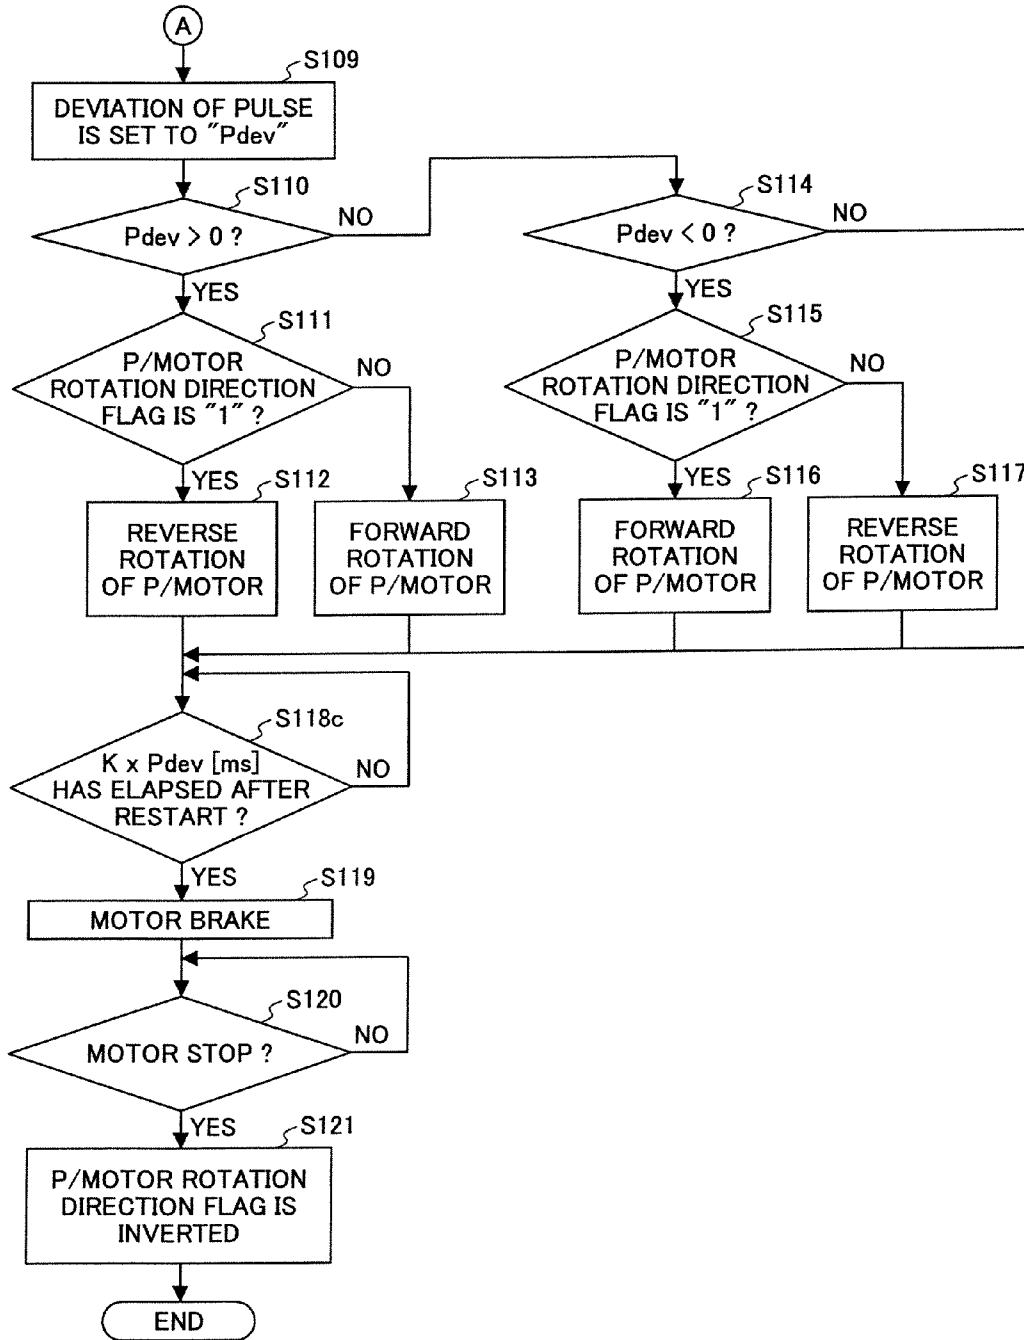 A
S109
DEVIATION OF PULSE
IS SET TO "Pdev"
S110
Pdev > 0 ?
NO
YES
S114
Pdev < 0 ?
NO
YES
S111
P/MOTOR
ROTATION DIRECTION
FLAG IS "1" ?
NO
YES
S115
P/MOTOR
ROTATION DIRECTION
FLAG IS "1" ?
NO
YES
S112
REVERSE
ROTATION
OF P/MOTOR
S113
FORWARD
ROTATION
OF P/MOTOR
S116
FORWARD
ROTATION
OF P/MOTOR
S117
REVERSE
ROTATION
OF P/MOTOR
S118c
K x Pdev [ms]
HAS ELAPSED AFTER
RESTART ?
NO
YES
S119
MOTOR BRAKE
S120
MOTOR STOP ?
NO
YES
S121
P/MOTOR ROTATION
DIRECTION FLAG IS
INVERTED
END